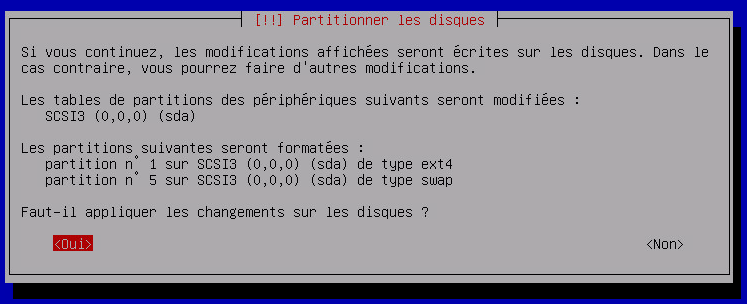 [!!] Partitionner les disques
Si vous continuez, les modifications affichées seront écrites sur les disques. Dans le
cas contraire, vous pourrez faire d'autres modifications.
Les tables de partitions des périphériques suivants seront modifiées :
SCSI3 (0,0,0) (sda)
Les partitions suivantes seront formatées :
partition n° 1 sur SCSI3 (0,0,0) (sda) de type ext4
partition n° 5 sur SCSI3 (0,0,0) (sda) de type swap
Faut-il appliquer les changements sur les disques ?
<Oui> <Non>